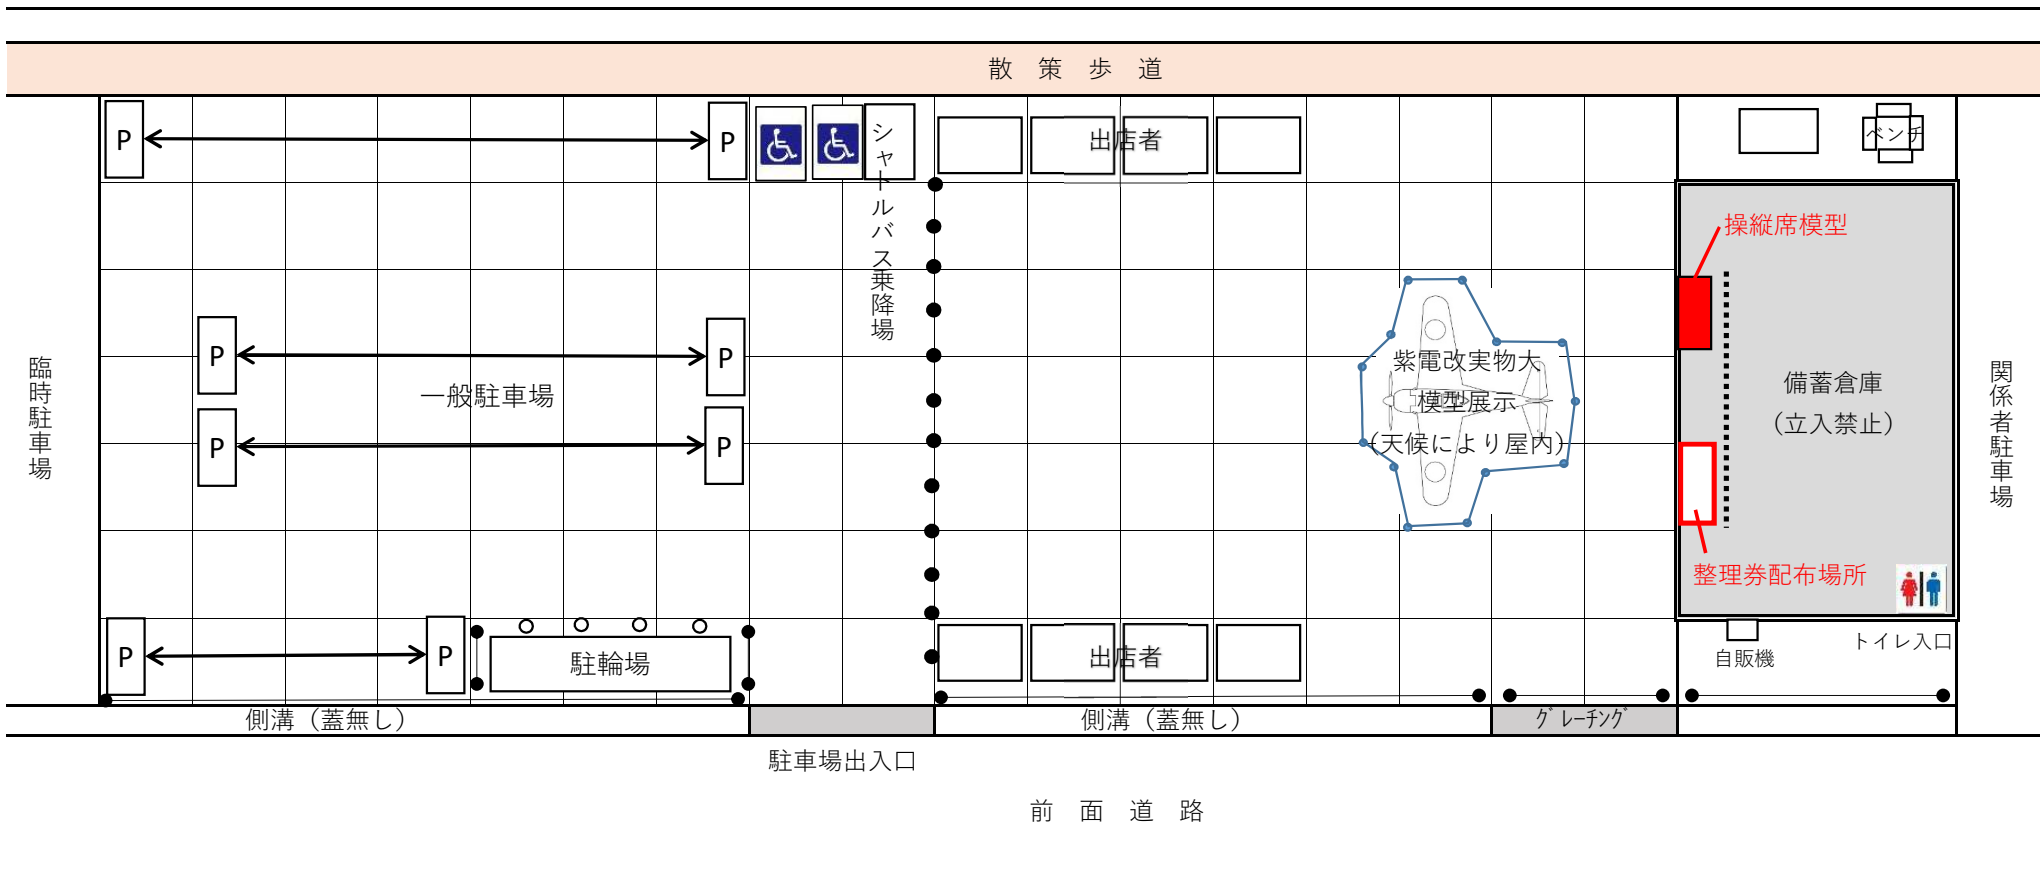 散策歩道
P
P
シャトルバス乗降場
出店者
ベンチ
操縦席模型
P
P
一般駐車場
P
P
臨時駐車場
紫電改実物大
模型展示
(天候により屋内)
備蓄倉庫
(立入禁止)
関係者駐車場
整理券配布場所
P
P
駐輪場
出店者
自販機
トイレ入口
側溝（蓋無し）
側溝（蓋無し）
ｸﾞﾚｰﾁﾝｸﾞ
駐車場出入口
前面道路